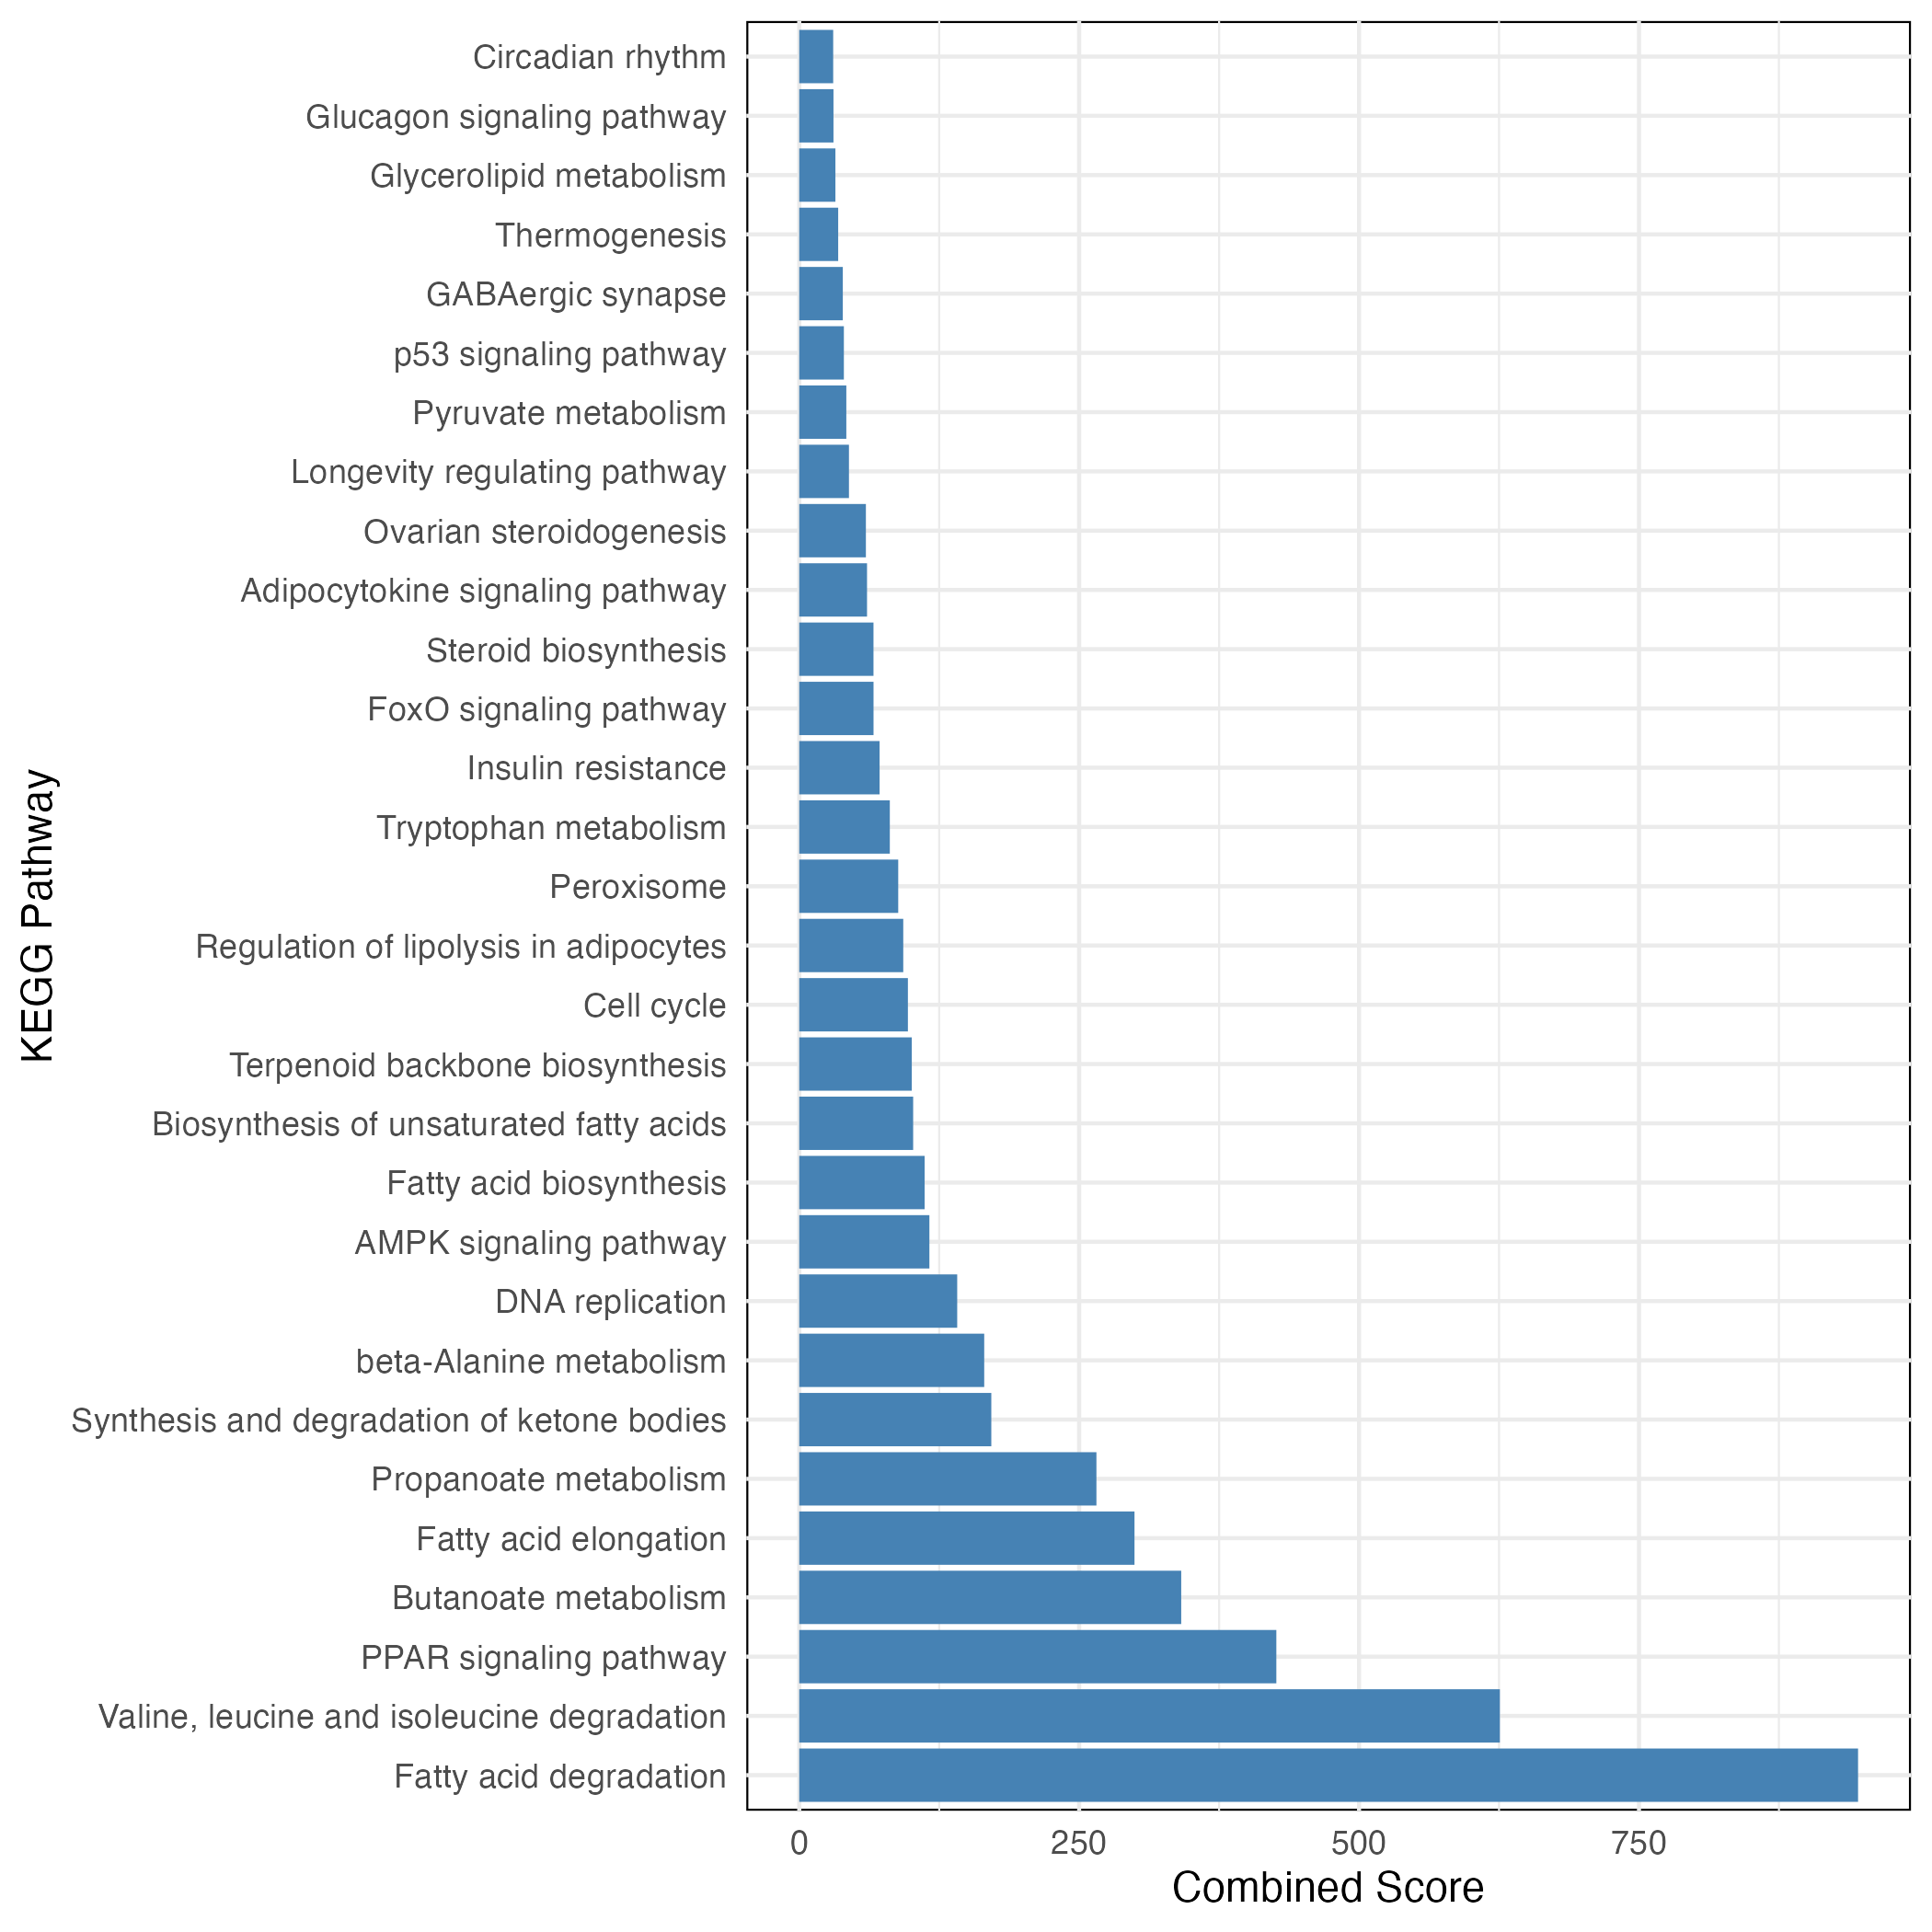 Circadian rhythm
Glucagon signaling pathway
Glycerolipid metabolism
Thermogenesis
GABAergic synapse
p53 signaling pathway
Pyruvate metabolism
Longevity regulating pathway
Ovarian steroidogenesis
Adipocytokine signaling pathway
Steroid biosynthesis
FoxO signaling pathway
Insulin resistance
Tryptophan metabolism
Peroxisome
Regulation of lipolysis in adipocytes
Cell cycle
Terpenoid backbone biosynthesis
Biosynthesis of unsaturated fatty acids
Fatty acid biosynthesis
AMPK signaling pathway
DNA replication
beta-Alanine metabolism
Synthesis and degradation of ketone bodies
Propanoate metabolism
Fatty acid elongation
Butanoate metabolism
PPAR signaling pathway
Valine, leucine and isoleucine degradation
Fatty acid degradation
KEGG Pathway
0 250 500 750
Combined Score